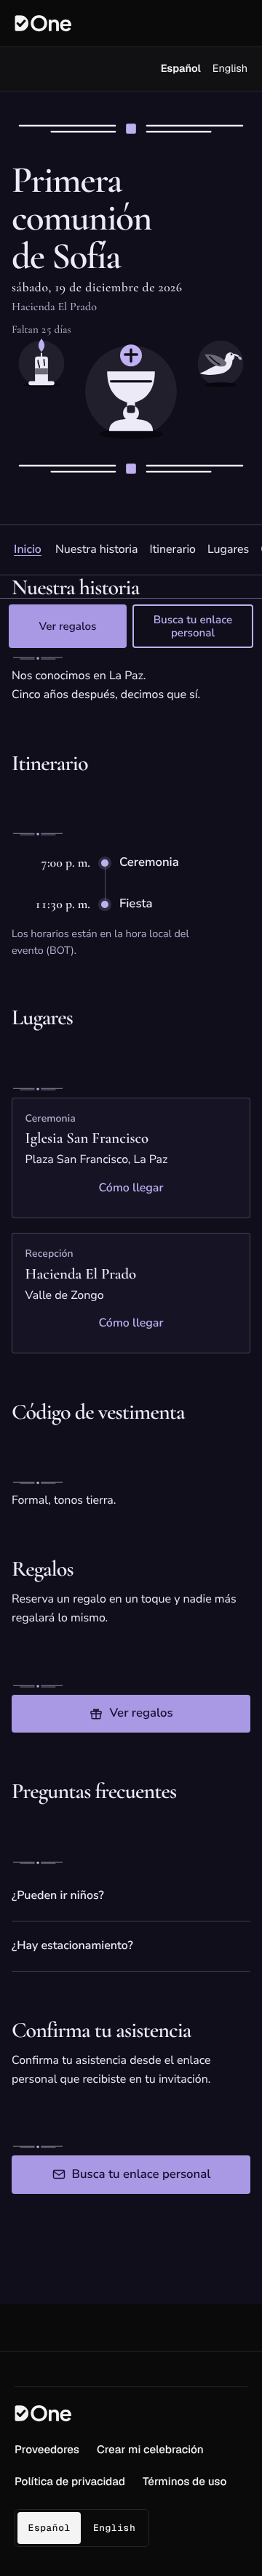 One
Español English
Primera
comunión
de Sofía
sábado, 19 de diciembre de 2026
Hacienda El Prado
Faltan 25 días
Inicio Nuestra historia Itinerario Lugares
Nuestra historia
Ver regalos
Busca tu enlace
personal
Nos conocimos en La Paz.
Cinco años después, decimos que sí.
Itinerario
7:00 p. m. Ceremonia
11:30 p. m. Fiesta
Los horarios están en la hora local del
evento (BOT).
Lugares
Ceremonia
Iglesia San Francisco
Plaza San Francisco, La Paz
Cómo llegar
Recepción
Hacienda El Prado
Valle de Zongo
Cómo llegar
Código de vestimenta
Formal, tonos tierra.
Regalos
Reserva un regalo en un toque y nadie más
regalará lo mismo.
Ver regalos
Preguntas frecuentes
¿Pueden ir niños?
¿Hay estacionamiento?
Confirma tu asistencia
Confirma tu asistencia desde el enlace
personal que recibiste en tu invitación.
Busca tu enlace personal
One
Proveedores Crear mi celebración
Política de privacidad Términos de uso
Español English